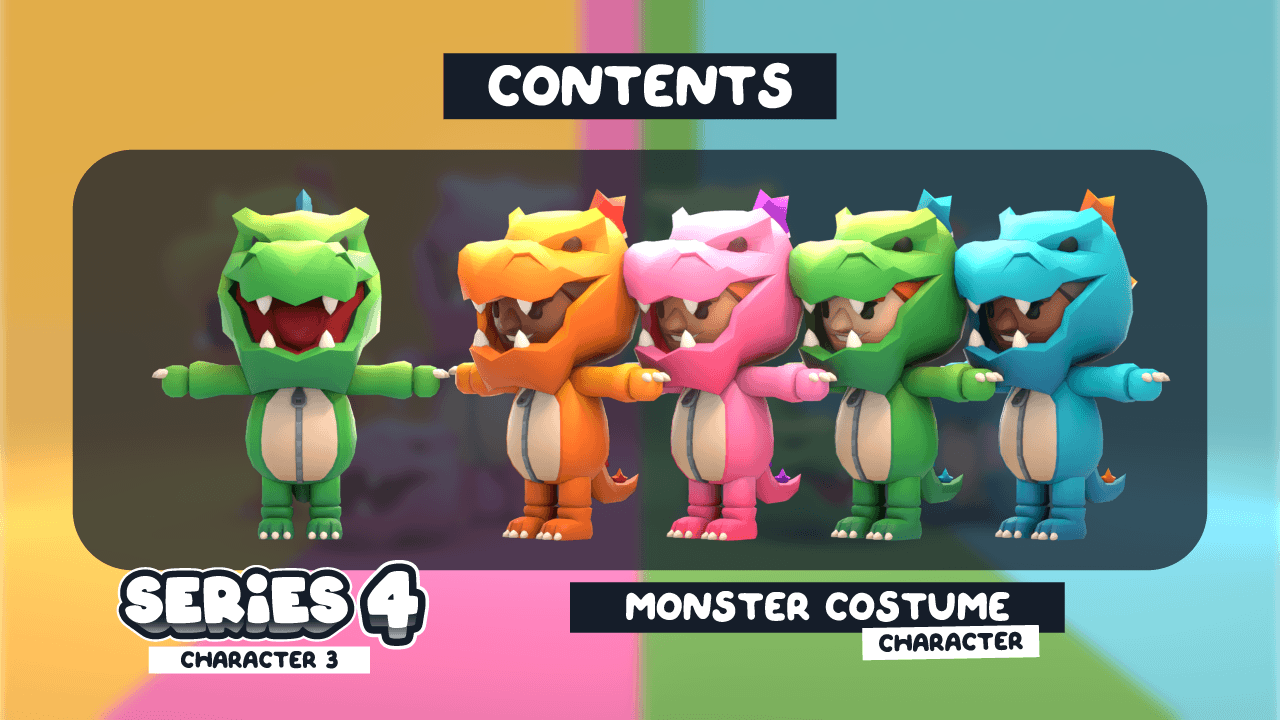 CONTENTS
SERIES 4
CHARACTER 3
MONSTER COSTUME
CHARACTER